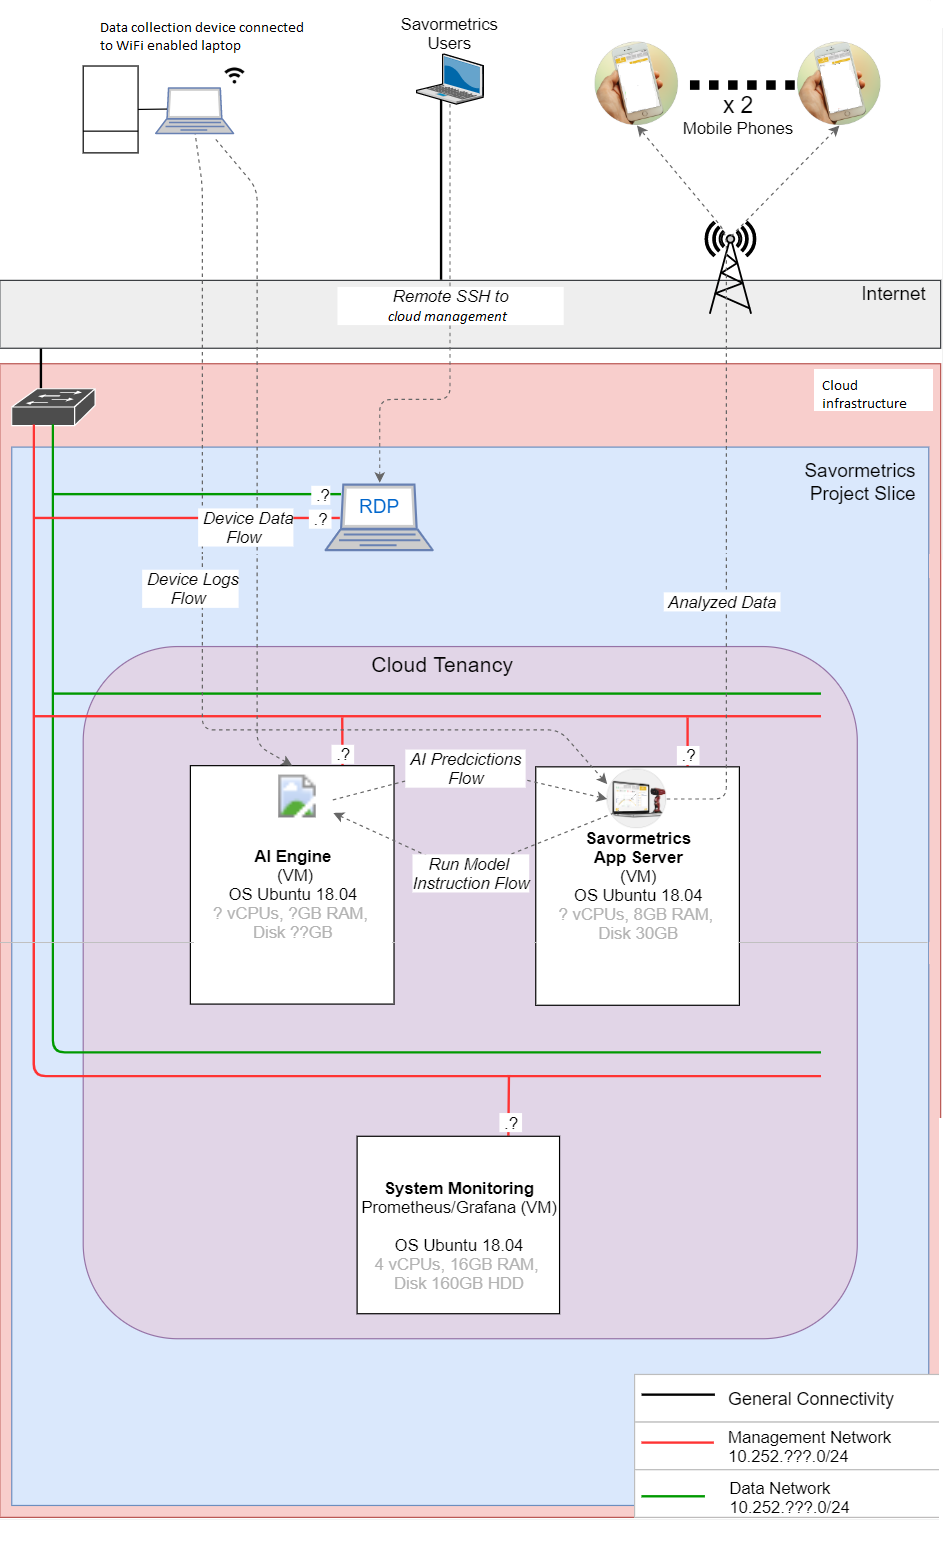 Data collection device connected
to WiFi enabled laptop
Savormetrics
Users
x 2
Mobile Phones
Internet
Remote SSH to
cloud management
Cloud
infrastructure
Savormetrics
Project Slice
.?
RDP
.?
Device Data
Flow
Device Logs
Flow
Analyzed Data
Cloud Tenancy
.?
.?
AI Predcictions
Flow
AI Engine
(VM)
OS Ubuntu 18.04
? vCPUs, ?GB RAM,
Disk ??GB
Run Model
Instruction Flow
Savormetrics
App Server
(VM)
OS Ubuntu 18.04
? vCPUs, 8GB RAM,
Disk 30GB
.?
System Monitoring
Prometheus/Grafana (VM)
OS Ubuntu 18.04
4 vCPUs, 16GB RAM,
Disk 160GB HDD
General Connectivity
Management Network
10.252.???.0/24
Data Network
10.252.???.0/24